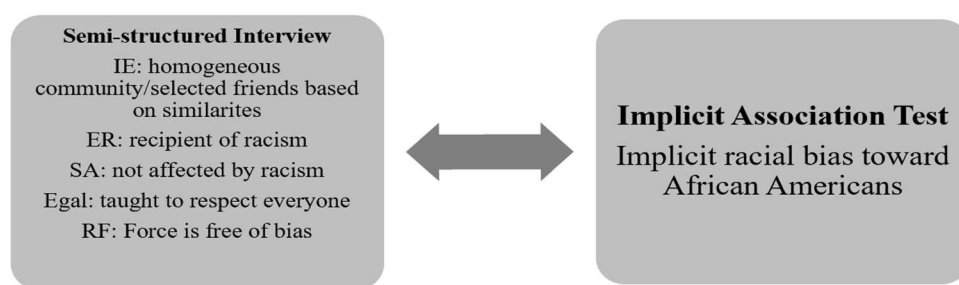 Semi-structured Interview
IE: homogeneous
community/selected friends based
on similarites
ER: recipient of racism
SA: not affected by racism
Egal: taught to respect everyone
RF: Force is free of bias
Implicit Association Test
Implicit racial bias toward
African Americans